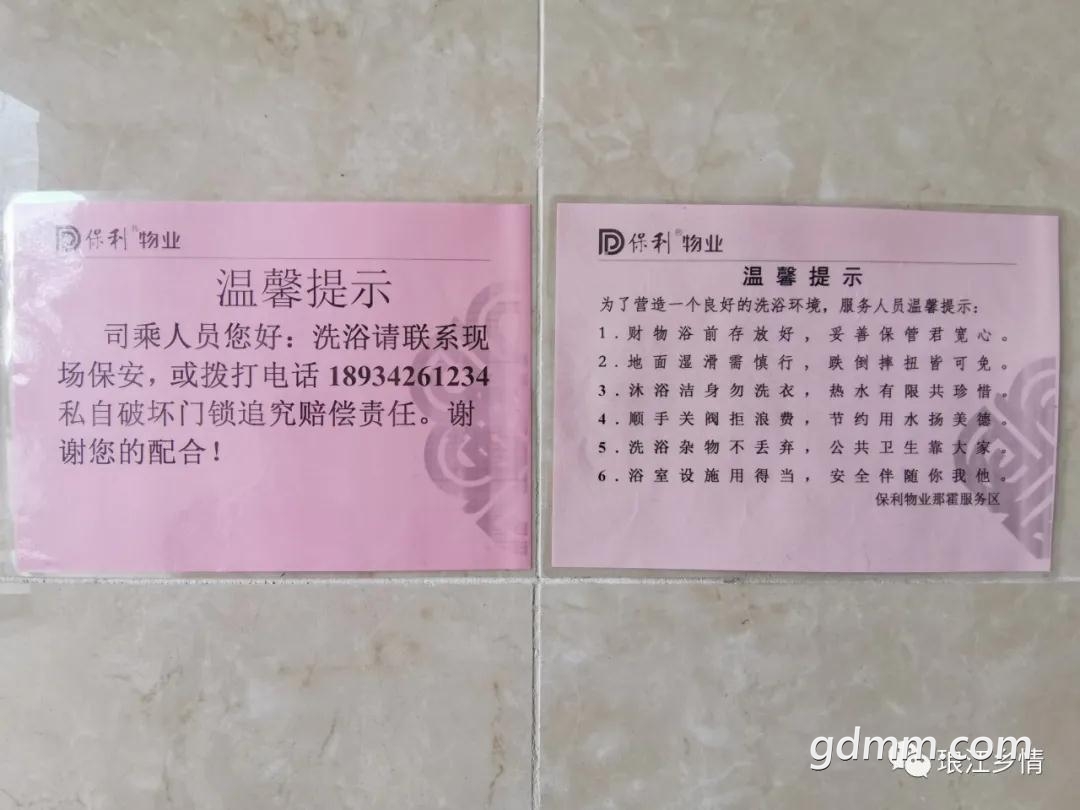 保利®物业
温馨提示
司乘人员您好：洗浴请联系现
场保安，或拨打电话 18934261234
私自破坏门锁追究赔偿责任。谢
谢您的配合！
保利®物业
温馨提示
为了营造一个良好的洗浴环境，服务人员温馨提示：
1．财物浴前存放好，妥善保管君宽心。
2．地面湿滑需慎行，跌倒摔扭皆可免。
3．沐浴洁身勿洗衣，热水有限共珍惜。
4．顺手关阀拒浪费，节约用水扬美德。
5．洗浴杂物不丢弃，公共卫生靠大家。
6．浴室设施用得当，安全伴随你我他。
保利物业那霍服务区
gdmm.com
琅江乡情